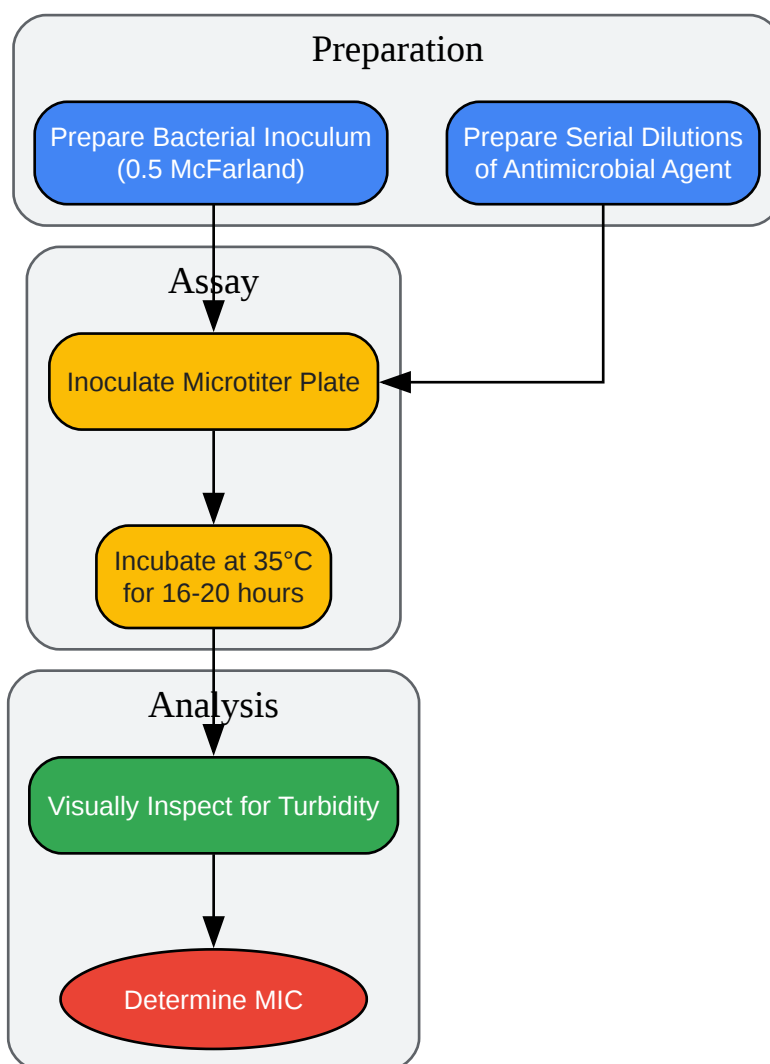 Preparation
Prepare Bacterial Inoculum
(0.5 McFarland)
Prepare Serial Dilutions
of Antimicrobial Agent
Assay
Inoculate Microtiter Plate
Incubate at 35°C
for 16-20 hours
Analysis
Visually Inspect for Turbidity
Determine MIC